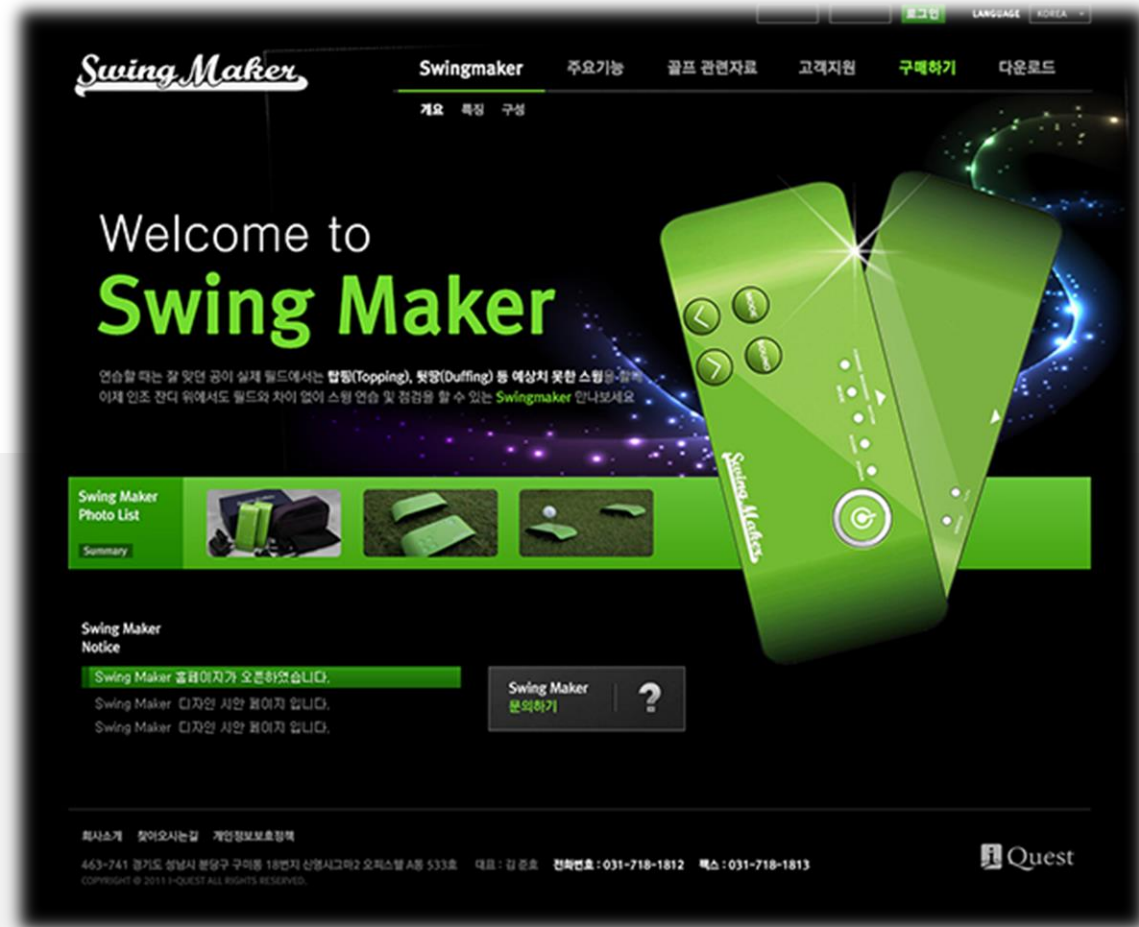 로그인 LANGUAGE KOREA
Swing Maker
Swingmaker 주요기능 골프 관련자료 고객지원 구매하기 다운로드
개요 특징 구성
Welcome to
Swing Maker
연습할 때는 잘 맞던 공이 실제 필드에서는 탑핑(Topping), 뒷땅(Duffing) 등 예상치 못한 스윙을
이제 인조 잔디 위에서도 필드와 차이 없이 스윙 연습 및 점검을 할 수 있는 Swingmaker 만나보세요
MODE
SOUND
Swing Maker
Swing Maker
Photo List
Summary
Swing Maker
Notice
Swing Maker 홈페이지가 오픈하였습니다.
Swing Maker 디자인 시안 페이지 입니다.
Swing Maker 디자인 시안 페이지 입니다.
Swing Maker
문의하기
?
회사소개 찾아오시는길 개인정보보호정책
463-741 경기도 성남시 분당구 구미동 18번지 신영시그마2 오피스텔 A동 533호 대표 : 김준호 전화번호 : 031-718-1812 팩스 : 031-718-1813
COPYRIGHT @ 2011 I-QUEST ALL RIGHTS RESERVED.
i Quest